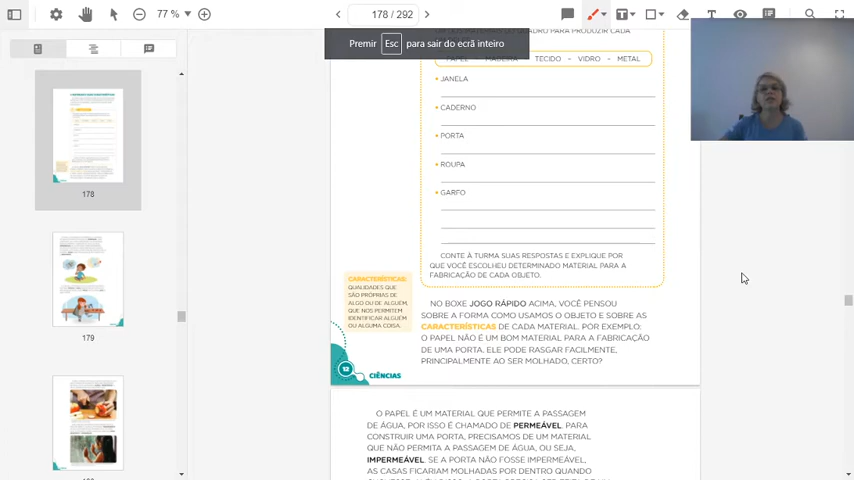 77 %
178 / 292
Premir Esc para sair do ecrã inteiro
PAPEL - MADEIRA - TECIDO - VIDRO - METAL
• JANELA
• CADERNO
• PORTA
• ROUPA
• GARFO
CONTE À TURMA SUAS RESPOSTAS E EXPLIQUE POR
QUE VOCÊ ESCOLHEU DETERMINADO MATERIAL PARA A
FABRICAÇÃO DE CADA OBJETO.
CARACTERÍSTICAS:
QUALIDADES QUE
SÃO PRÓPRIAS DE
ALGO OU DE ALGUÉM,
QUE NOS PERMITEM
IDENTIFICAR ALGUÉM
OU ALGUMA COISA.
NO BOXE JOGO RÁPIDO ACIMA, VOCÊ PENSOU
SOBRE A FORMA COMO USAMOS O OBJETO E SOBRE AS
CARACTERÍSTICAS DE CADA MATERIAL. POR EXEMPLO:
O PAPEL NÃO É UM BOM MATERIAL PARA A FABRICAÇÃO
DE UMA PORTA, ELE PODE RASGAR FACILMENTE,
PRINCIPALMENTE AO SER MOLHADO, CERTO?
12 CIÊNCIAS
O PAPEL É UM MATERIAL QUE PERMITE A PASSAGEM
DE ÁGUA, POR ISSO É CHAMADO DE PERMEÁVEL. PARA
CONSTRUIR UMA PORTA, PRECISAMOS DE UM MATERIAL
QUE NÃO PERMITA A PASSAGEM DE ÁGUA, OU SEJA,
IMPERMEÁVEL. SE A PORTA NÃO FOSSE IMPERMEÁVEL,
AS CASAS FICARIAM MOLHADAS POR DENTRO QUANDO
178
179